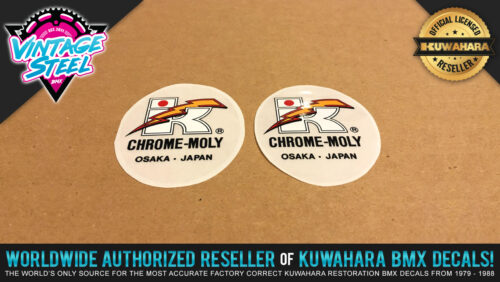 VINTAGE
STEEL
BMX
OFFICIAL LICENSED
KUWAHARA
RESELLER
K
®
CHROME-MOLY
OSAKA · JAPAN
K
®
CHROME-MOLY
OSAKA · JAPAN
WORLDWIDE AUTHORIZED RESELLER OF KUWAHARA BMX DECALS!
THE WORLD'S ONLY SOURCE FOR THE MOST ACCURATE FACTORY CORRECT KUWAHARA RESTORATION BMX DECALS FROM 1979 - 1988